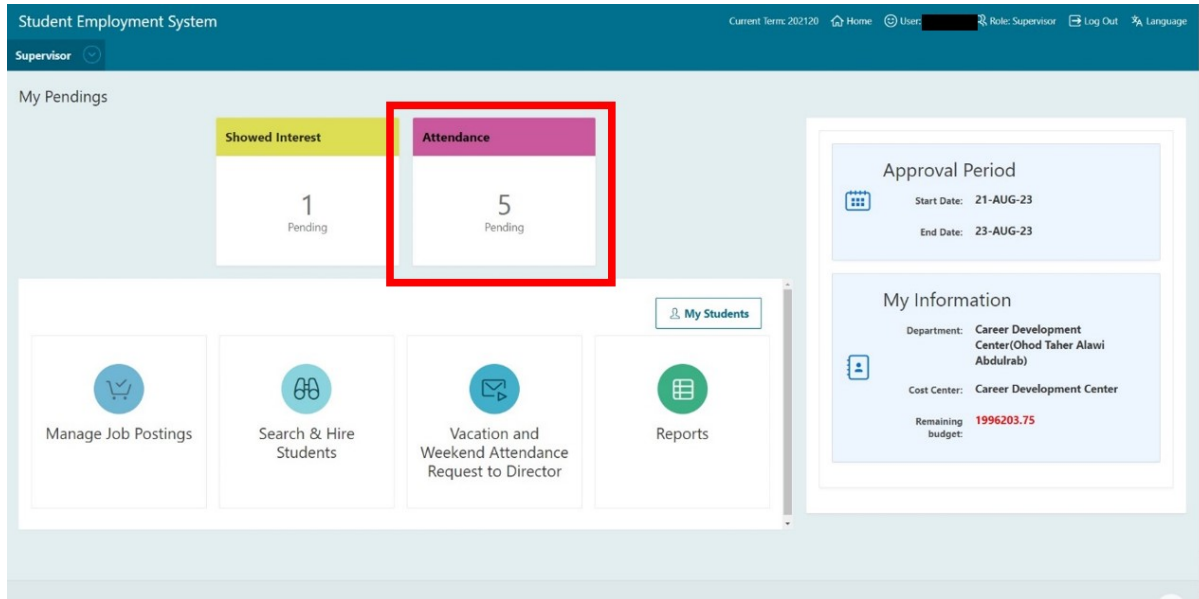 Student Employment System
Current Term: 202120 Home User: Role: Supervisor Log Out Language
Supervisor
My Pendings
Showed Interest
1
Pending
Attendance
5
Pending
My Students
Manage Job Postings
Search & Hire
Students
Vacation and
Weekend Attendance
Request to Director
Reports
Approval Period
Start Date: 21-AUG-23
End Date: 23-AUG-23
My Information
Department: Career Development
Center(Ohod Taher Alawi
Abdulrab)
Cost Center: Career Development Center
Remaining 1996203.75
budget: